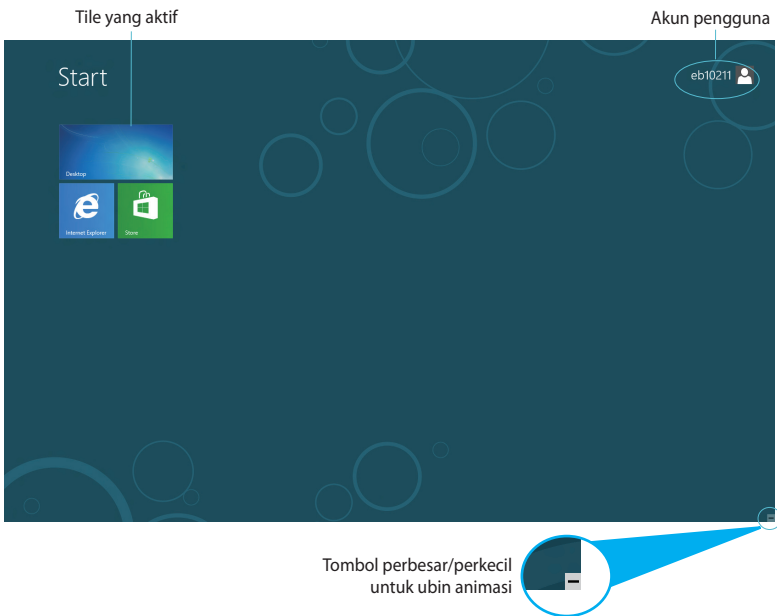 Tile yang aktif
Akun pengguna
Start
eb10211
Desktop
Internet Explorer
Store
Tombol perbesar/perkecil
untuk ubin animasi